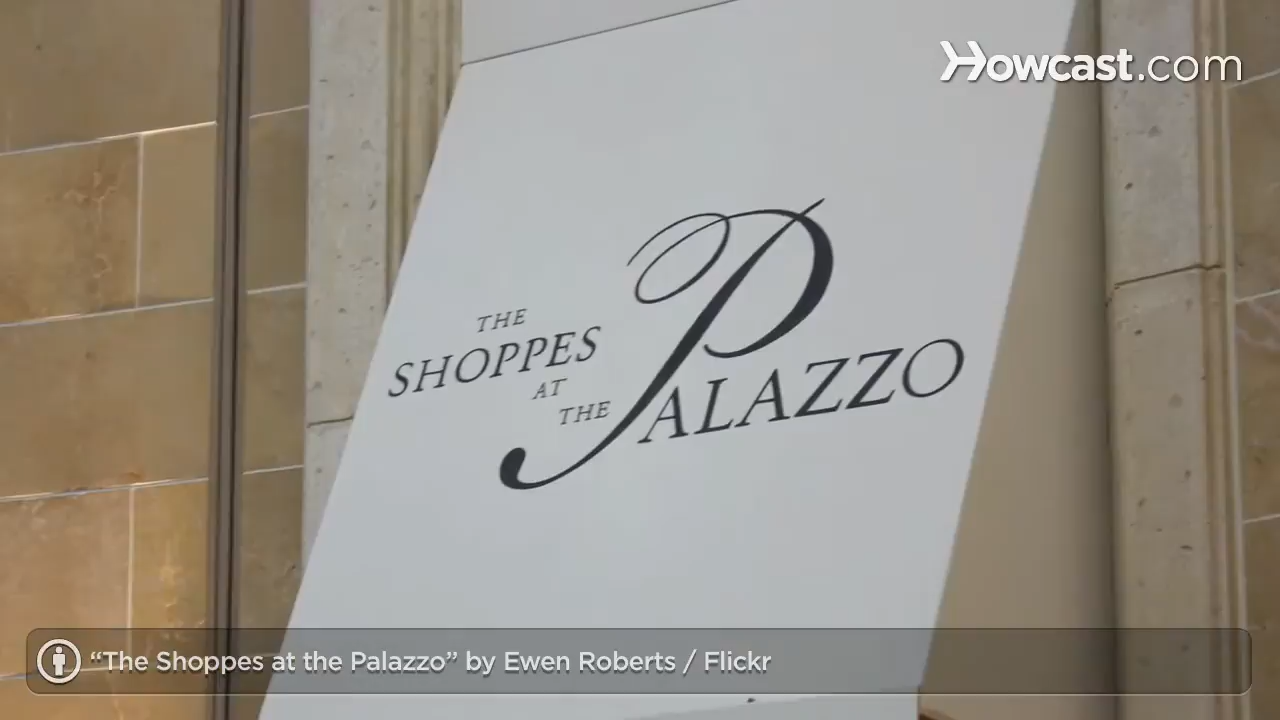 Howcast.com
THE
SHOPPES
AT
THE
PALAZZO
“The Shoppes at the Palazzo” by Ewen Roberts / Flickr